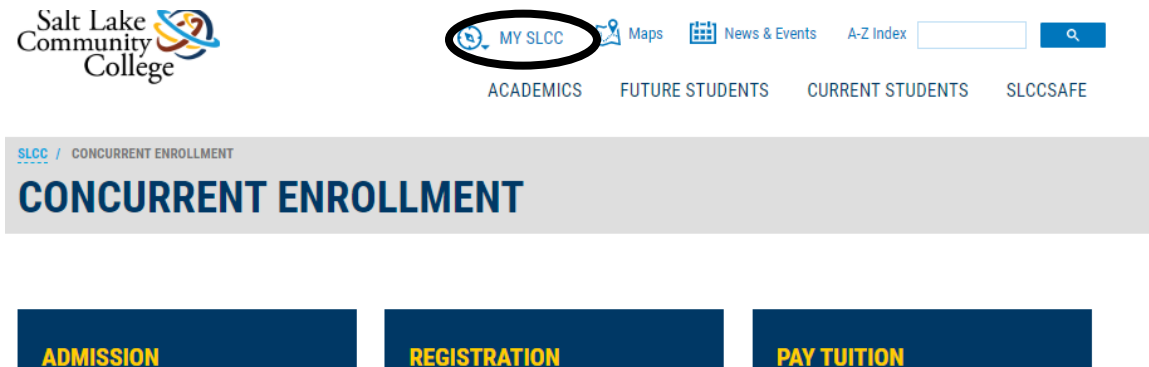 Salt Lake
Community
College
MY SLCC Maps News & Events A-Z Index
ACADEMICS FUTURE STUDENTS CURRENT STUDENTS SLCCSAFE
SLCC / CONCURRENT ENROLLMENT
CONCURRENT ENROLLMENT
ADMISSION REGISTRATION PAY TUITION